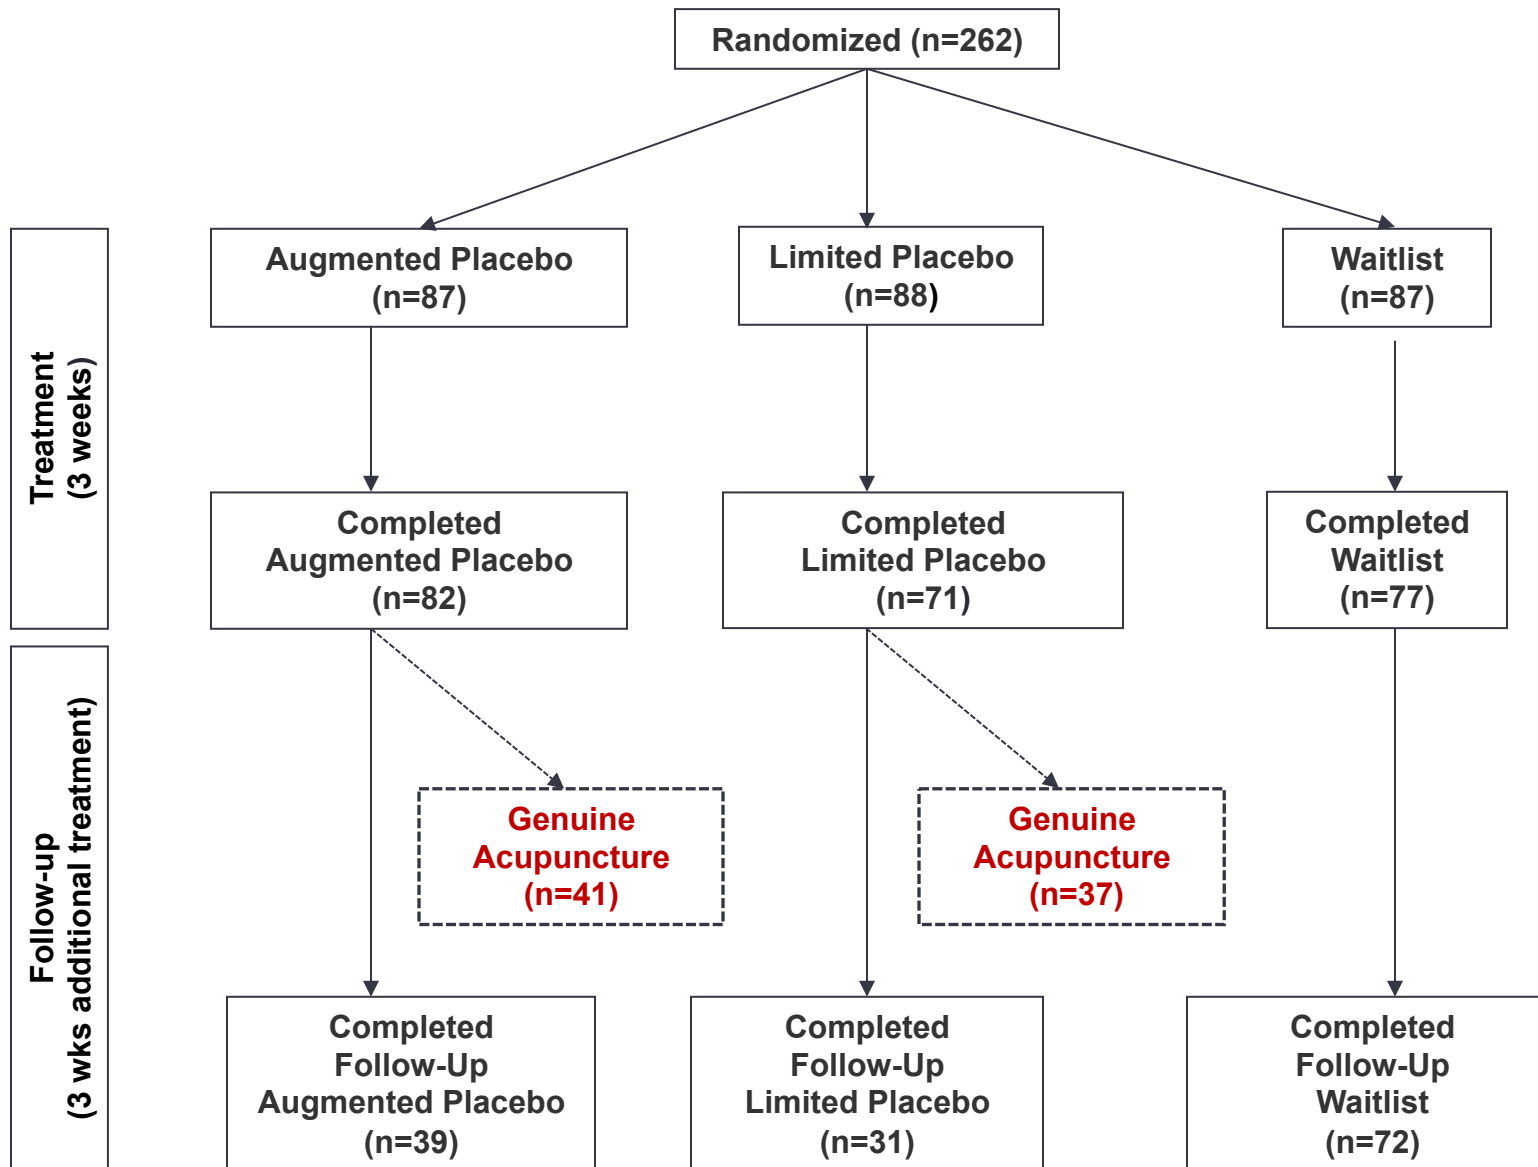 Randomized (n=262)
Treatment
(3 weeks)
Augmented Placebo
(n=87)
Limited Placebo
(n=88)
Waitlist
(n=87)
Completed
Augmented Placebo
(n=82)
Completed
Limited Placebo
(n=71)
Completed
Waitlist
(n=77)
Follow-up
(3 wks additional treatment)
Genuine
Acupuncture
(n=41)
Genuine
Acupuncture
(n=37)
Completed
Follow-Up
Augmented Placebo
(n=39)
Completed
Follow-Up
Limited Placebo
(n=31)
Completed
Follow-Up
Waitlist
(n=72)